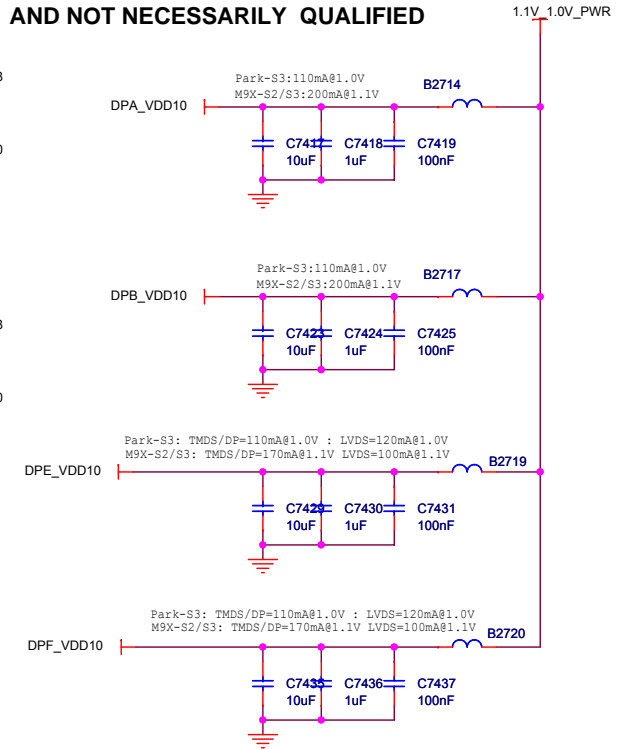 AND NOT NECESSARILY QUALIFIED
1.1V_1.0V_PWR
3
Park-S3:110mA@1.0V
M9X-S2/S3:200mA@1.1V
B2714
DPA_VDD10
C7417 C7418 C7419
10uF 1uF 100nF
0
Park-S3:110mA@1.0V
M9X-S2/S3:200mA@1.1V
B2717
DPB_VDD10
3
C7423 C7424 C7425
10uF 1uF 100nF
0
Park-S3: TMDS/DP=110mA@1.0V : LVDS=120mA@1.0V
M9X-S2/S3: TMDS/DP=170mA@1.1V LVDS=100mA@1.1V
B2719
DPE_VDD10
C7429 C7430 C7431
10uF 1uF 100nF
Park-S3: TMDS/DP=110mA@1.0V : LVDS=120mA@1.0V
M9X-S2/S3: TMDS/DP=170mA@1.1V LVDS=100mA@1.1V
B2720
DPF_VDD10
C7435 C7436 C7437
10uF 1uF 100nF